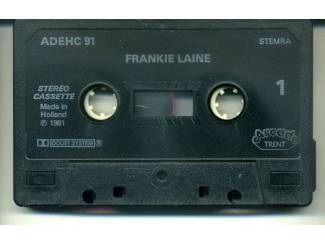 ADEHC 91
STEMRA
FRANKIE LAINE
STEREO
CASSETTE
1
Made in
Holland
℗ 1981
DOLBY SYSTEM ®
Arcade
TRENT